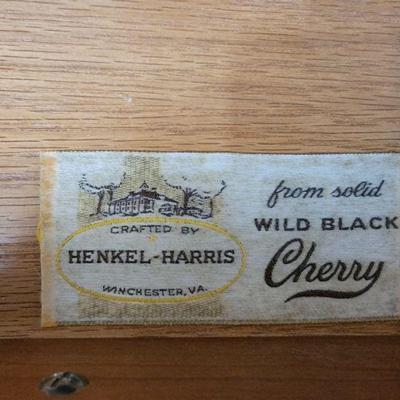 CRAFTED BY
HENKEL-HARRIS
WINCHESTER, VA.
from solid
WILD BLACK
Cherry